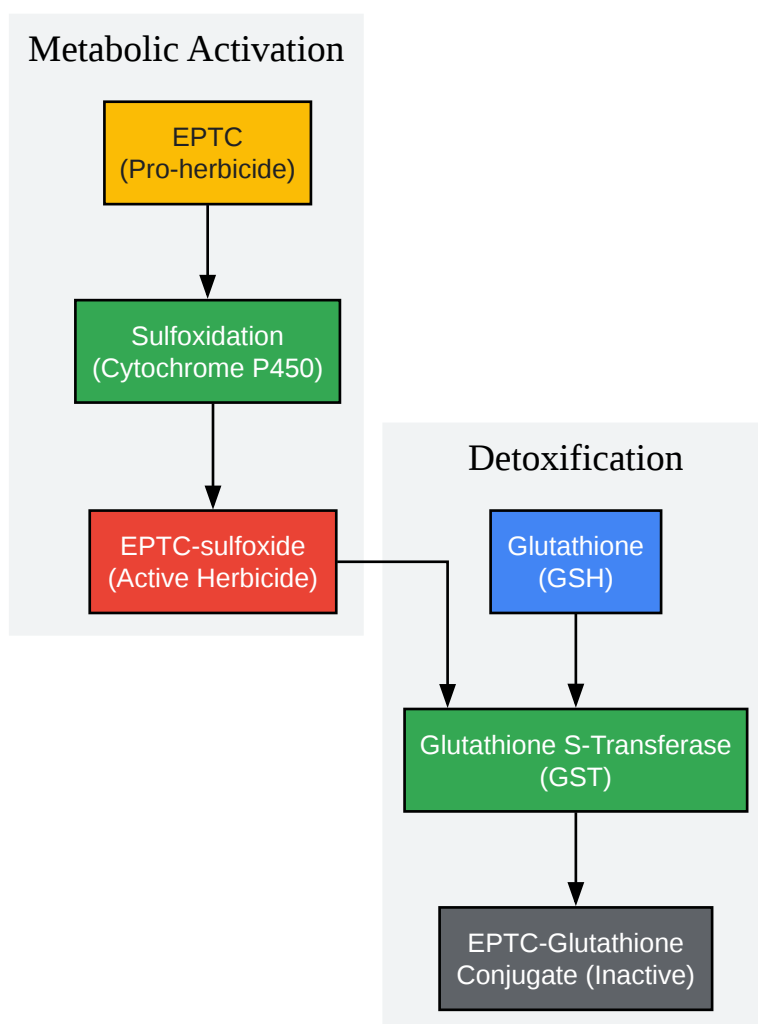 Metabolic Activation
EPTC
(Pro-herbicide)
Sulfoxidation
(Cytochrome P450)
EPTC-sulfoxide
(Active Herbicide)
Detoxification
Glutathione
(GSH)
Glutathione S-Transferase
(GST)
EPTC-Glutathione
Conjugate (Inactive)